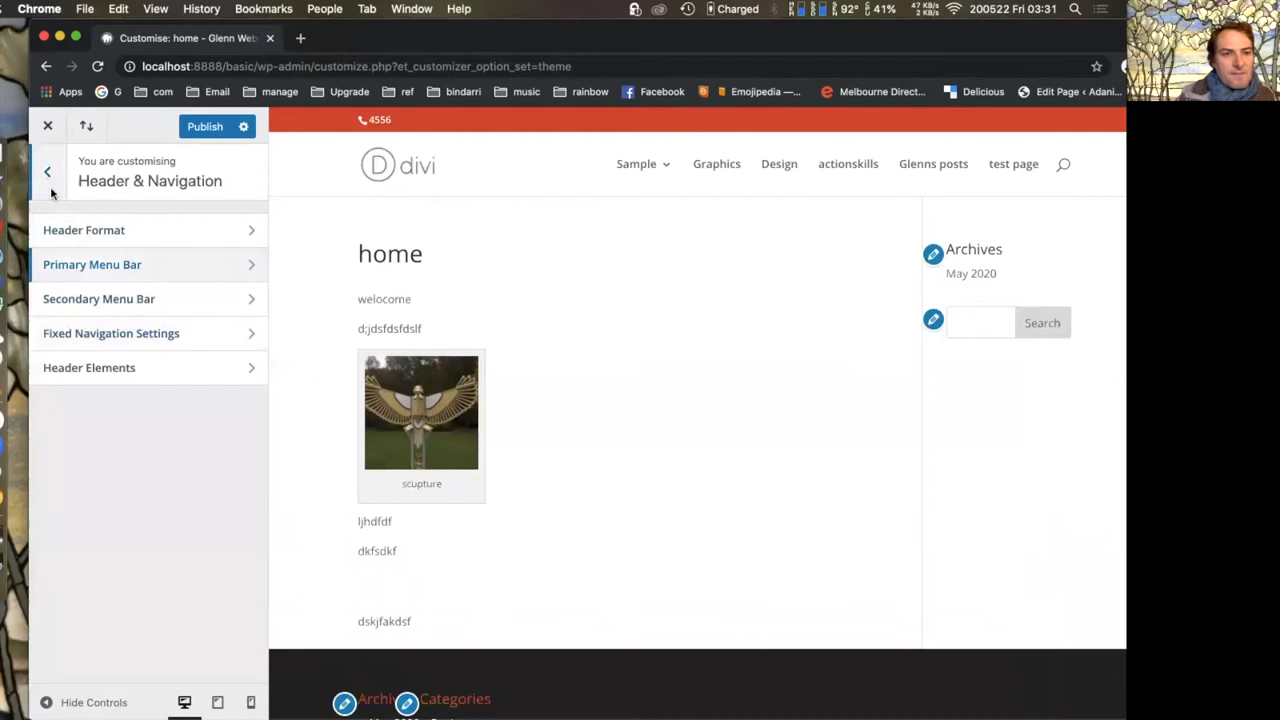 Chrome File Edit View History Bookmarks People Tab Window Help 92° 41% 47 KB 2 KB Charged 200522 Fri 03:31
Customise: home - Glenn Web
localhost:8888/basic/wp-admin/customize.php?et_customizer_option_set=theme
Apps G com Email manage Upgrade ref bindarri music rainbow Facebook Emojipedia —... Melbourne Direct... Delicious Edit Page ‹ Adani...
Publish
4556
You are customising
Header & Navigation
D divi
Sample Graphics Design actionskills Glenns posts test page
Header Format
Primary Menu Bar
Secondary Menu Bar
Fixed Navigation Settings
Header Elements
home
welocome
d;jdsfdsfdslf
scupture
ljhdfdf
dkfsdkf
dskjfakdsf
Archives
May 2020
Search
Categories
Hide Controls